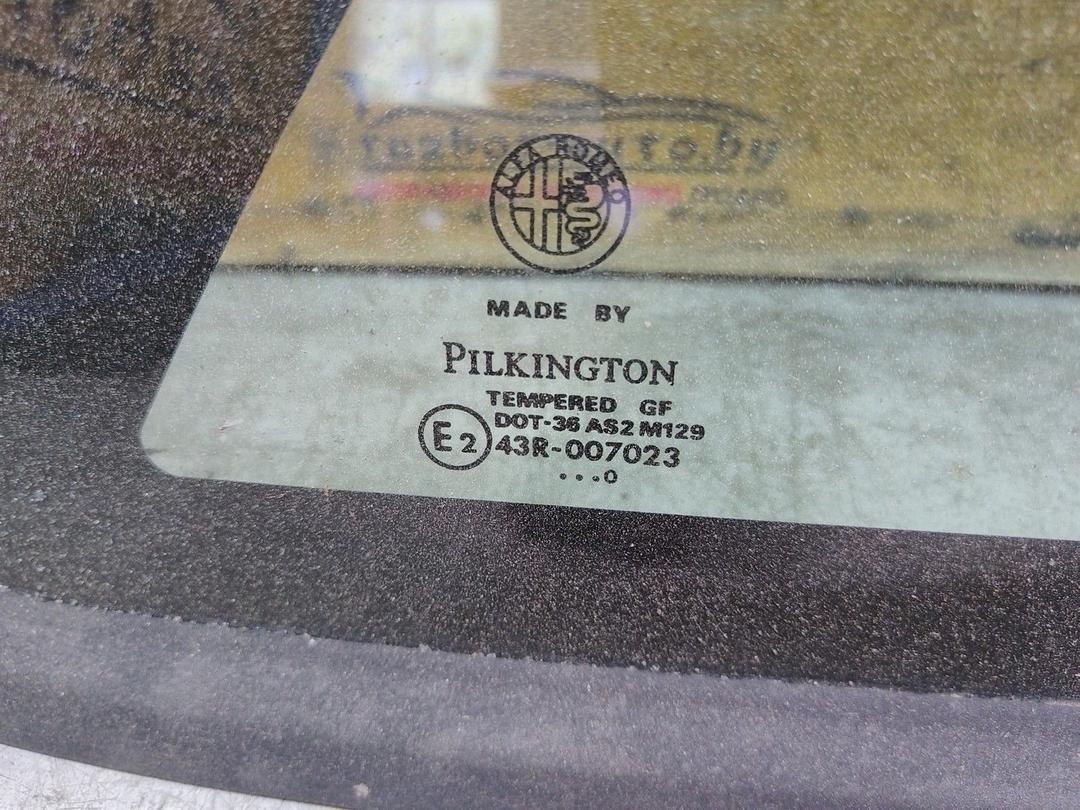 ALFA ROMEO
MADE BY
PILKINGTON
TEMPERED GF
DOT-36 AS2 M129
E2 43R-007023
...0